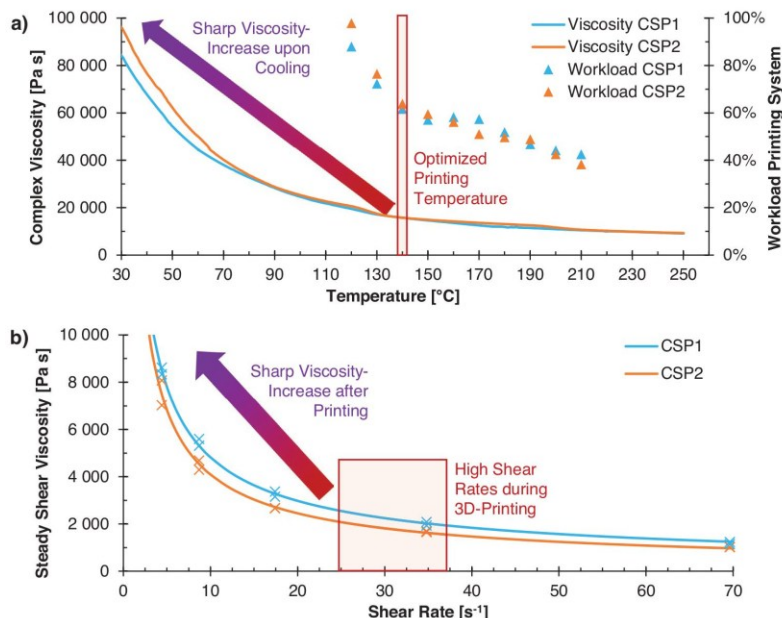 a)
Complex Viscosity [Pa s]
100 000
80 000
60 000
40 000
20 000
0
Sharp Viscosity-
Increase upon
Cooling
Viscosity CSP1
Viscosity CSP2
Workload CSP1
Workload CSP2
Optimized
Printing
Temperature
100%
80%
60%
40%
20%
0%
Workload Printing System
30 50 70 90 110 130 150 170 190 210 230 250
Temperature [°C]
b)
Steady Shear Viscosity [Pa s]
10 000
8 000
6 000
4 000
2 000
0
Sharp Viscosity-
Increase after
Printing
CSP1
CSP2
High Shear
Rates during
3D-Printing
0 10 20 30 40 50 60 70
Shear Rate [s-1]